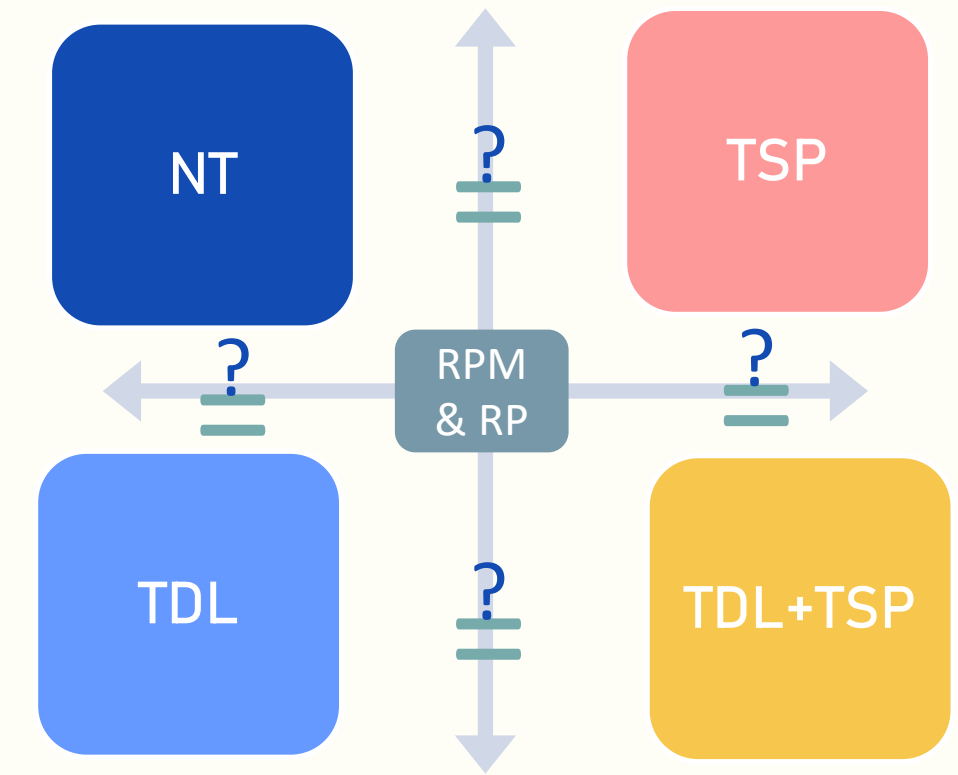 NT
?
=
TSP
?
=
RPM
& RP
?
=
TDL
?
=
TDL+TSP